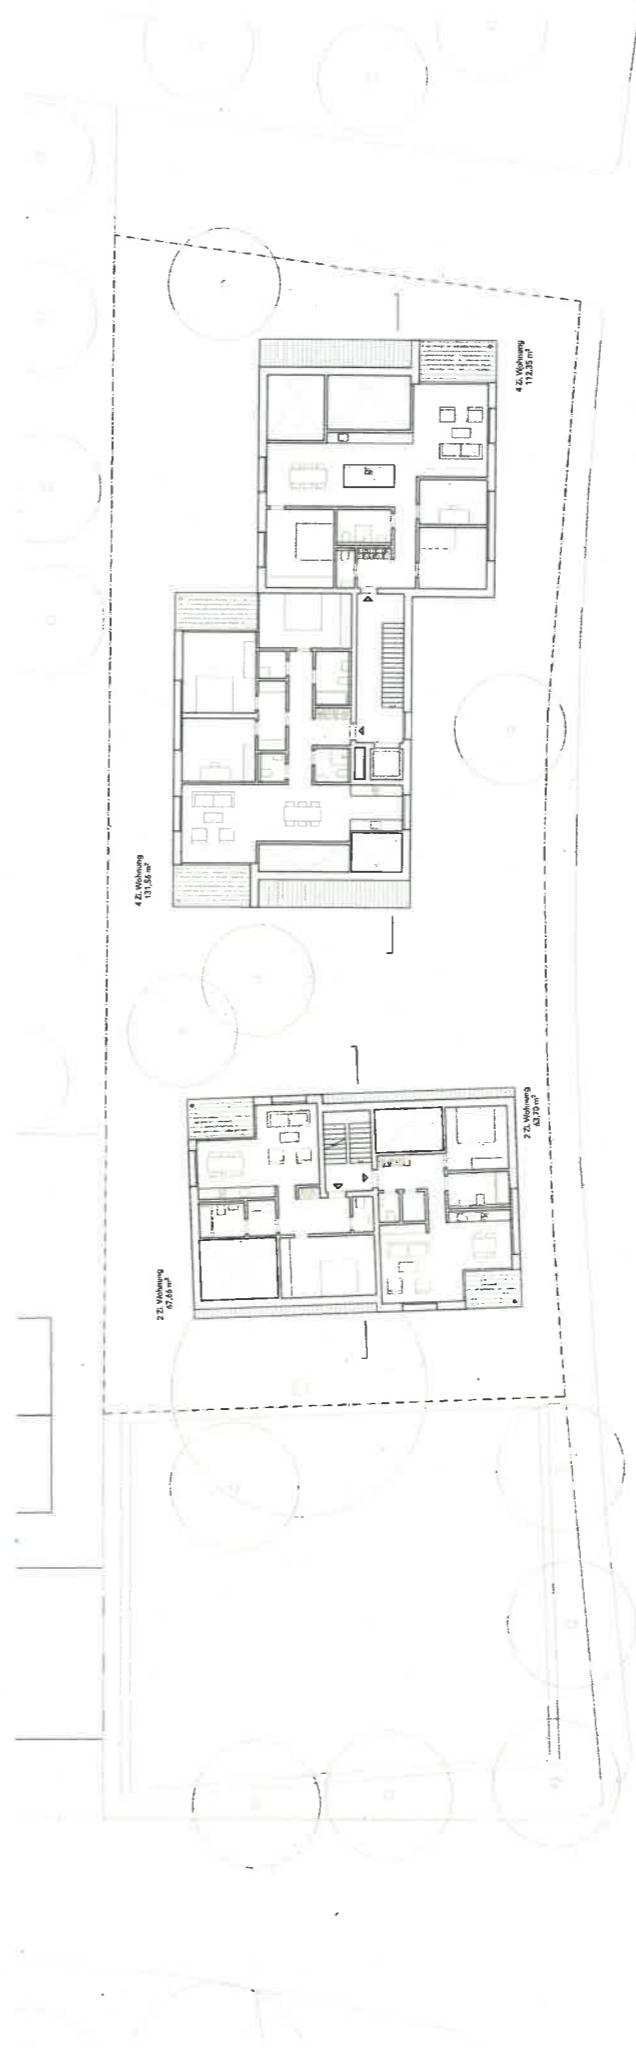 4 Zi. Wohnung
112,35 m²
4 Zi. Wohnung
131,56 m²
2 Zi. Wohnung
63,70 m²
2 Zi. Wohnung
67,66 m²